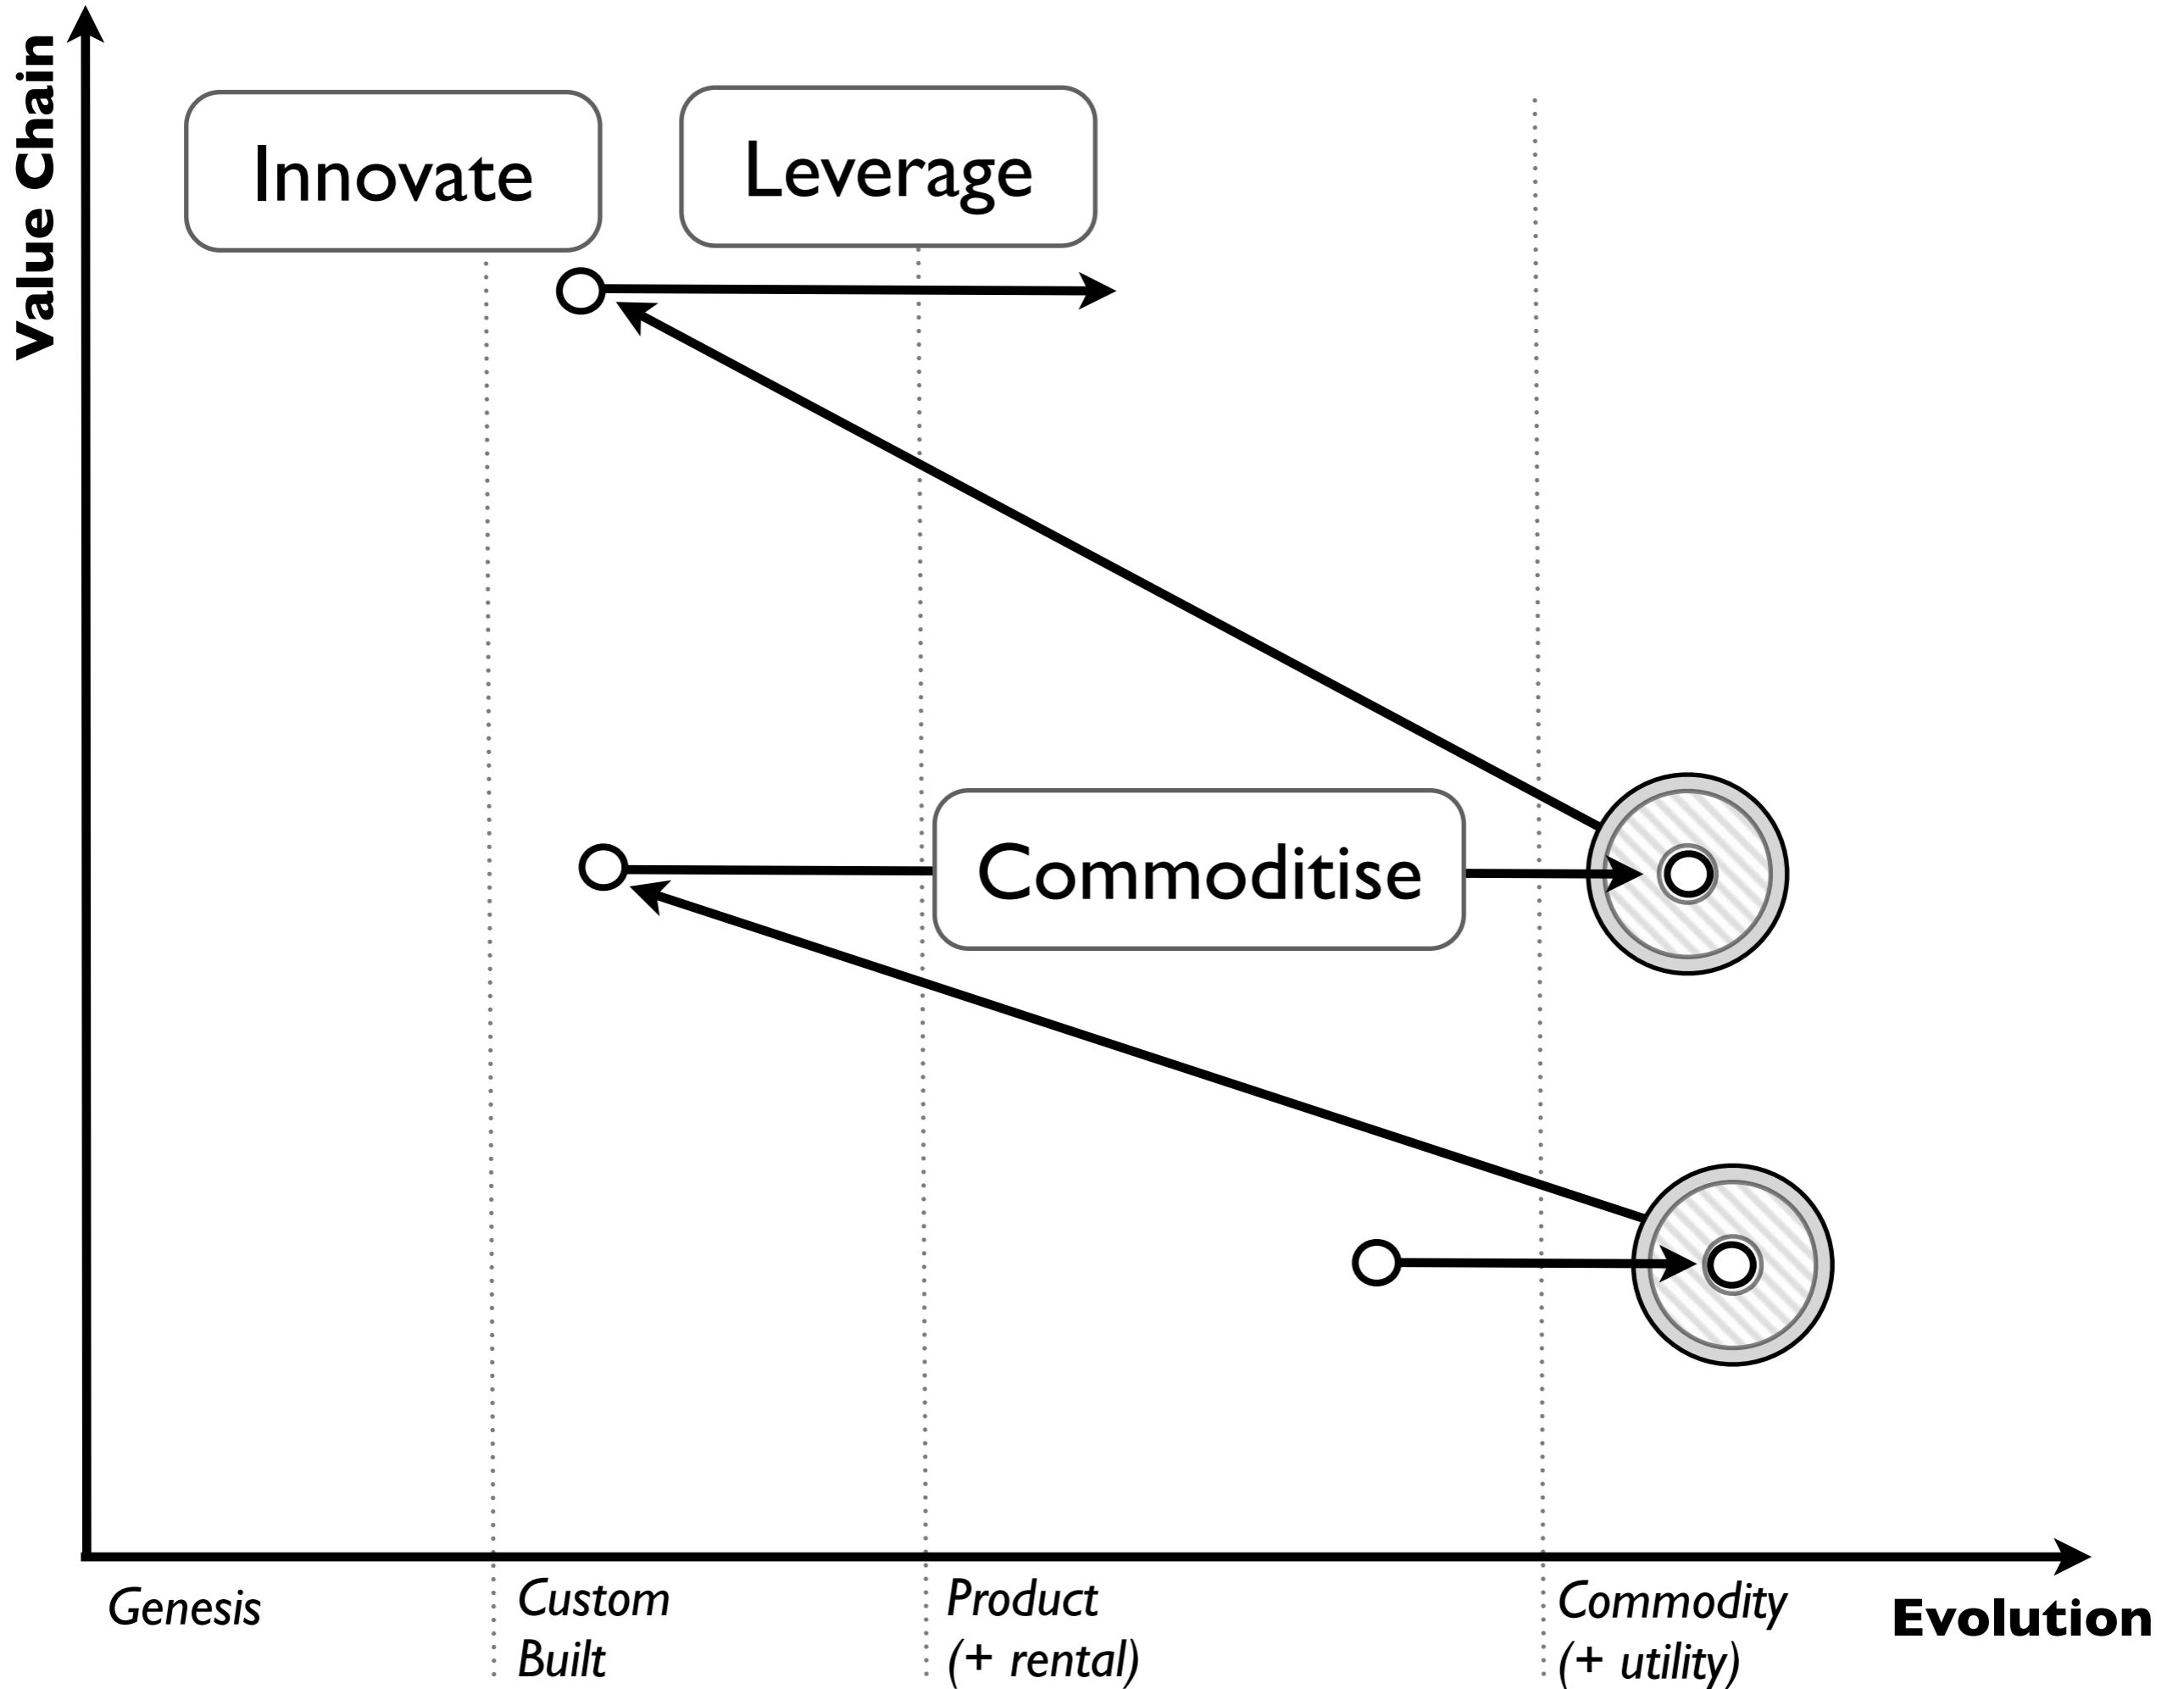 Value Chain
Innovate
Leverage
Commoditise
Genesis
Custom
Built
Product
(+ rental)
Commodity
(+ utility)
Evolution